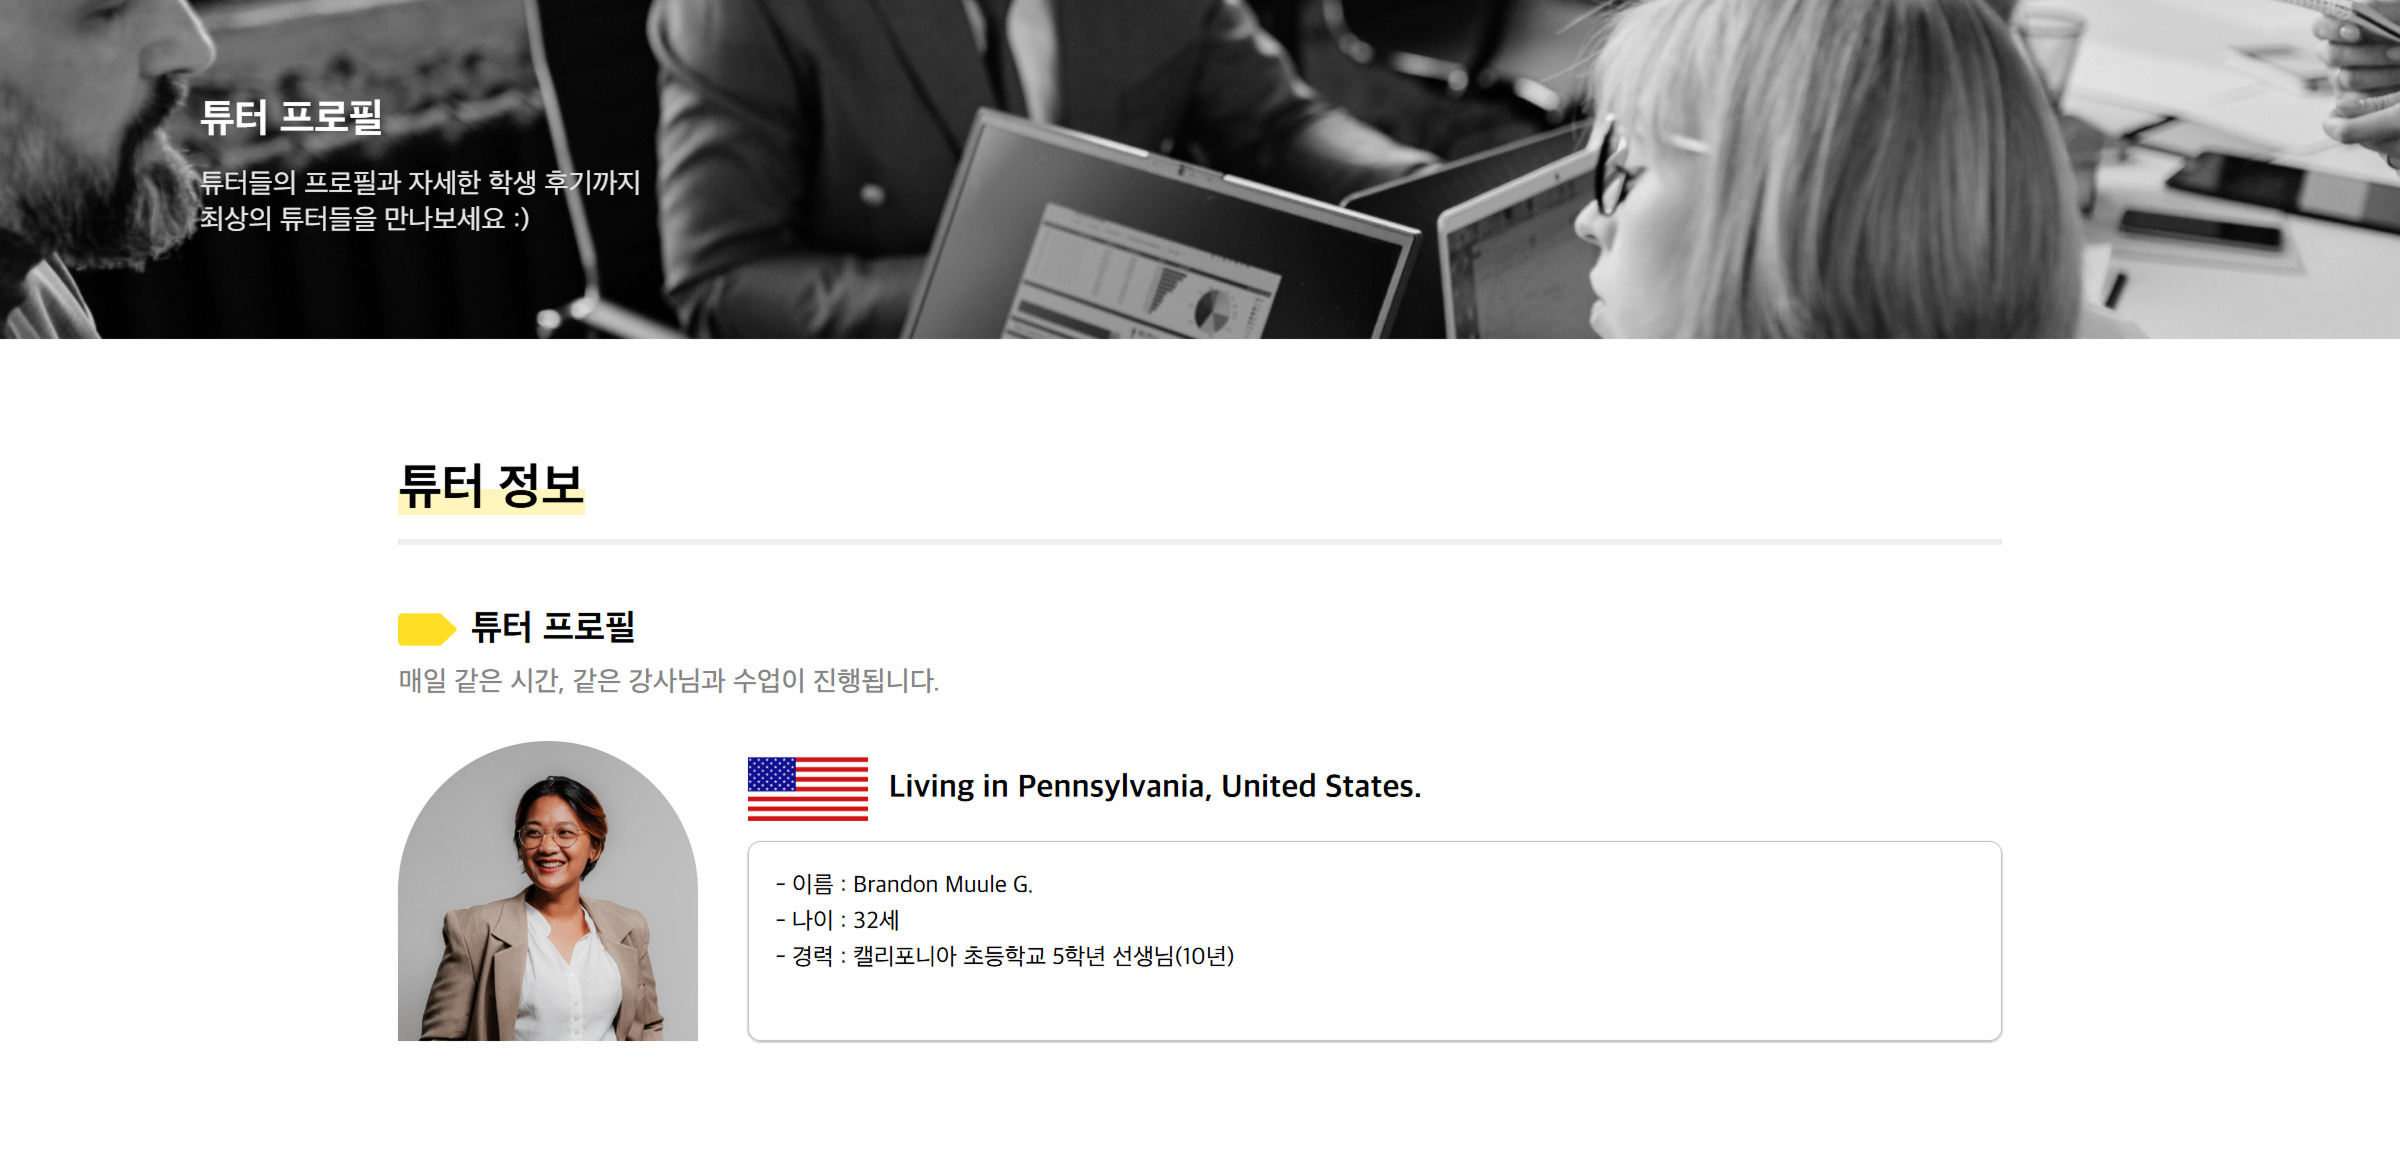 튜터 프로필
튜터들의 프로필과 자세한 학생 후기까지
최상의 튜터들을 만나보세요 :)
튜터 정보
튜터 프로필
매일 같은 시간, 같은 강사님과 수업이 진행됩니다.
Living in Pennsylvania, United States.
- 이름 : Brandon Muule G.
- 나이 : 32세
- 경력 : 캘리포니아 초등학교 5학년 선생님(10년)